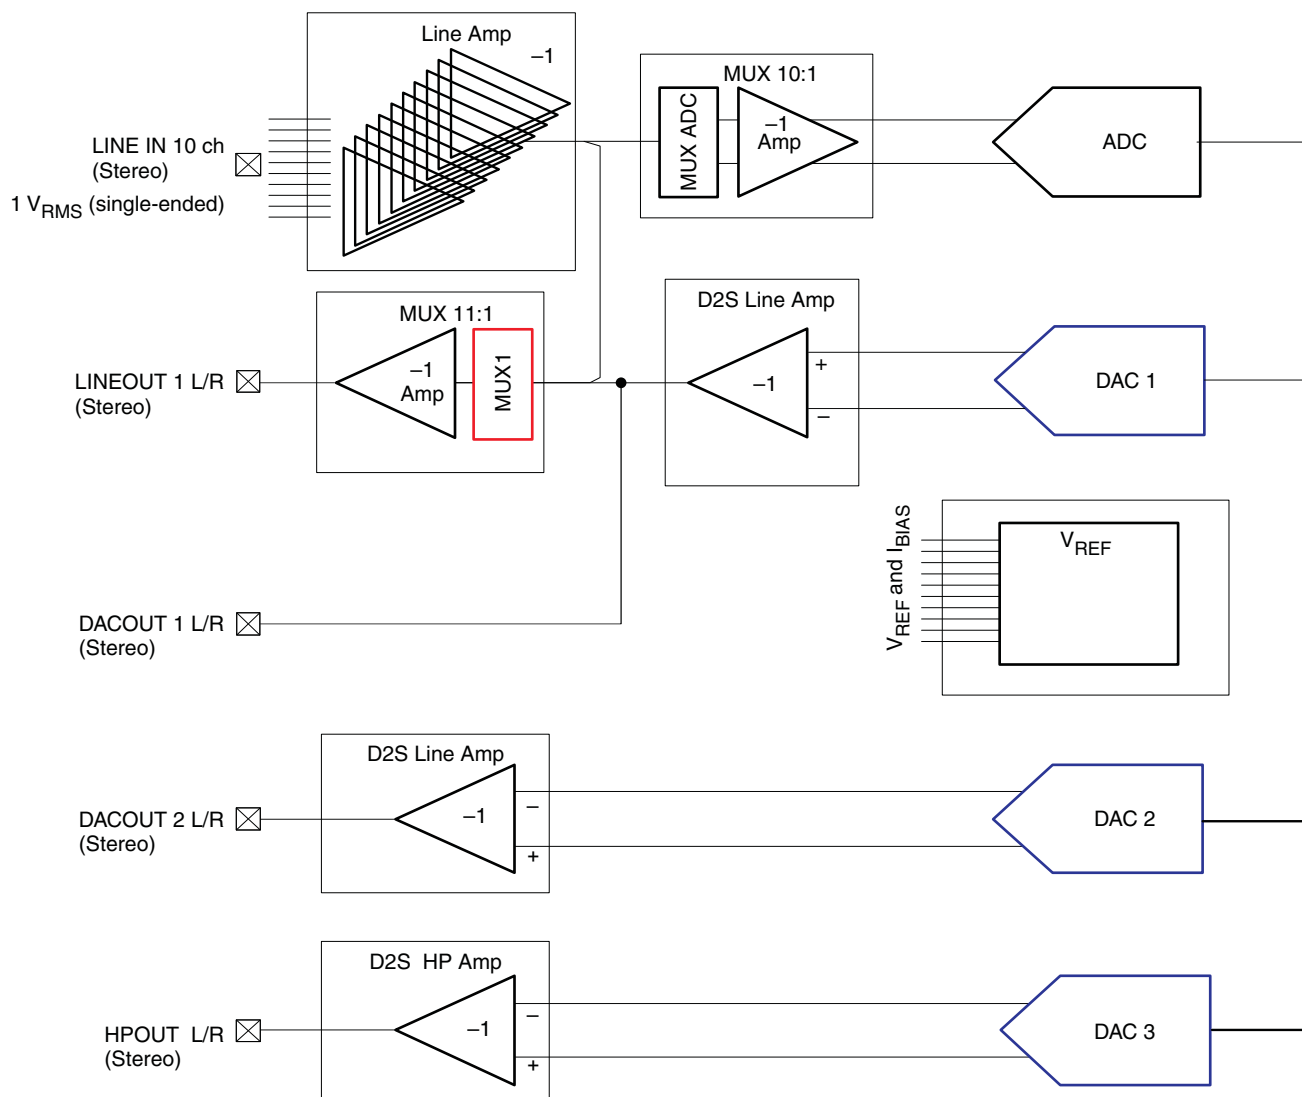 Line Amp
–1
LINE IN 10 ch
(Stereo)
1 VRMS (single-ended)
MUX 10:1
MUX ADC
–1
Amp
ADC
MUX 11:1
–1
Amp
MUX1
LINEOUT 1 L/R
(Stereo)
D2S Line Amp
–1
+
–
DAC 1
VREF and IBIAS
VREF
DACOUT 1 L/R
(Stereo)
D2S Line Amp
–1
–
+
DACOUT 2 L/R
(Stereo)
DAC 2
D2S HP Amp
–1
–
+
HPOUT L/R
(Stereo)
DAC 3